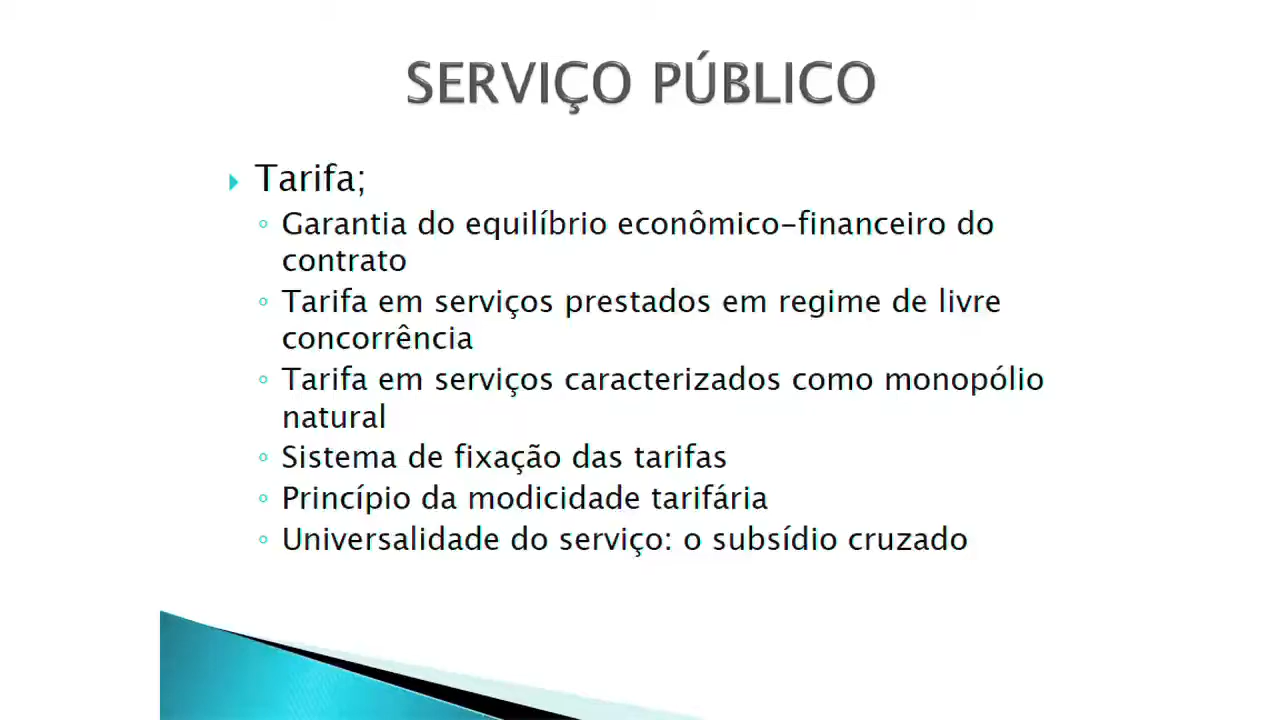 SERVIÇO PÚBLICO
Tarifa;
Garantia do equilíbrio econômico-financeiro do
contrato
Tarifa em serviços prestados em regime de livre
concorrência
Tarifa em serviços caracterizados como monopólio
natural
Sistema de fixação das tarifas
Princípio da modicidade tarifária
Universalidade do serviço: o subsídio cruzado